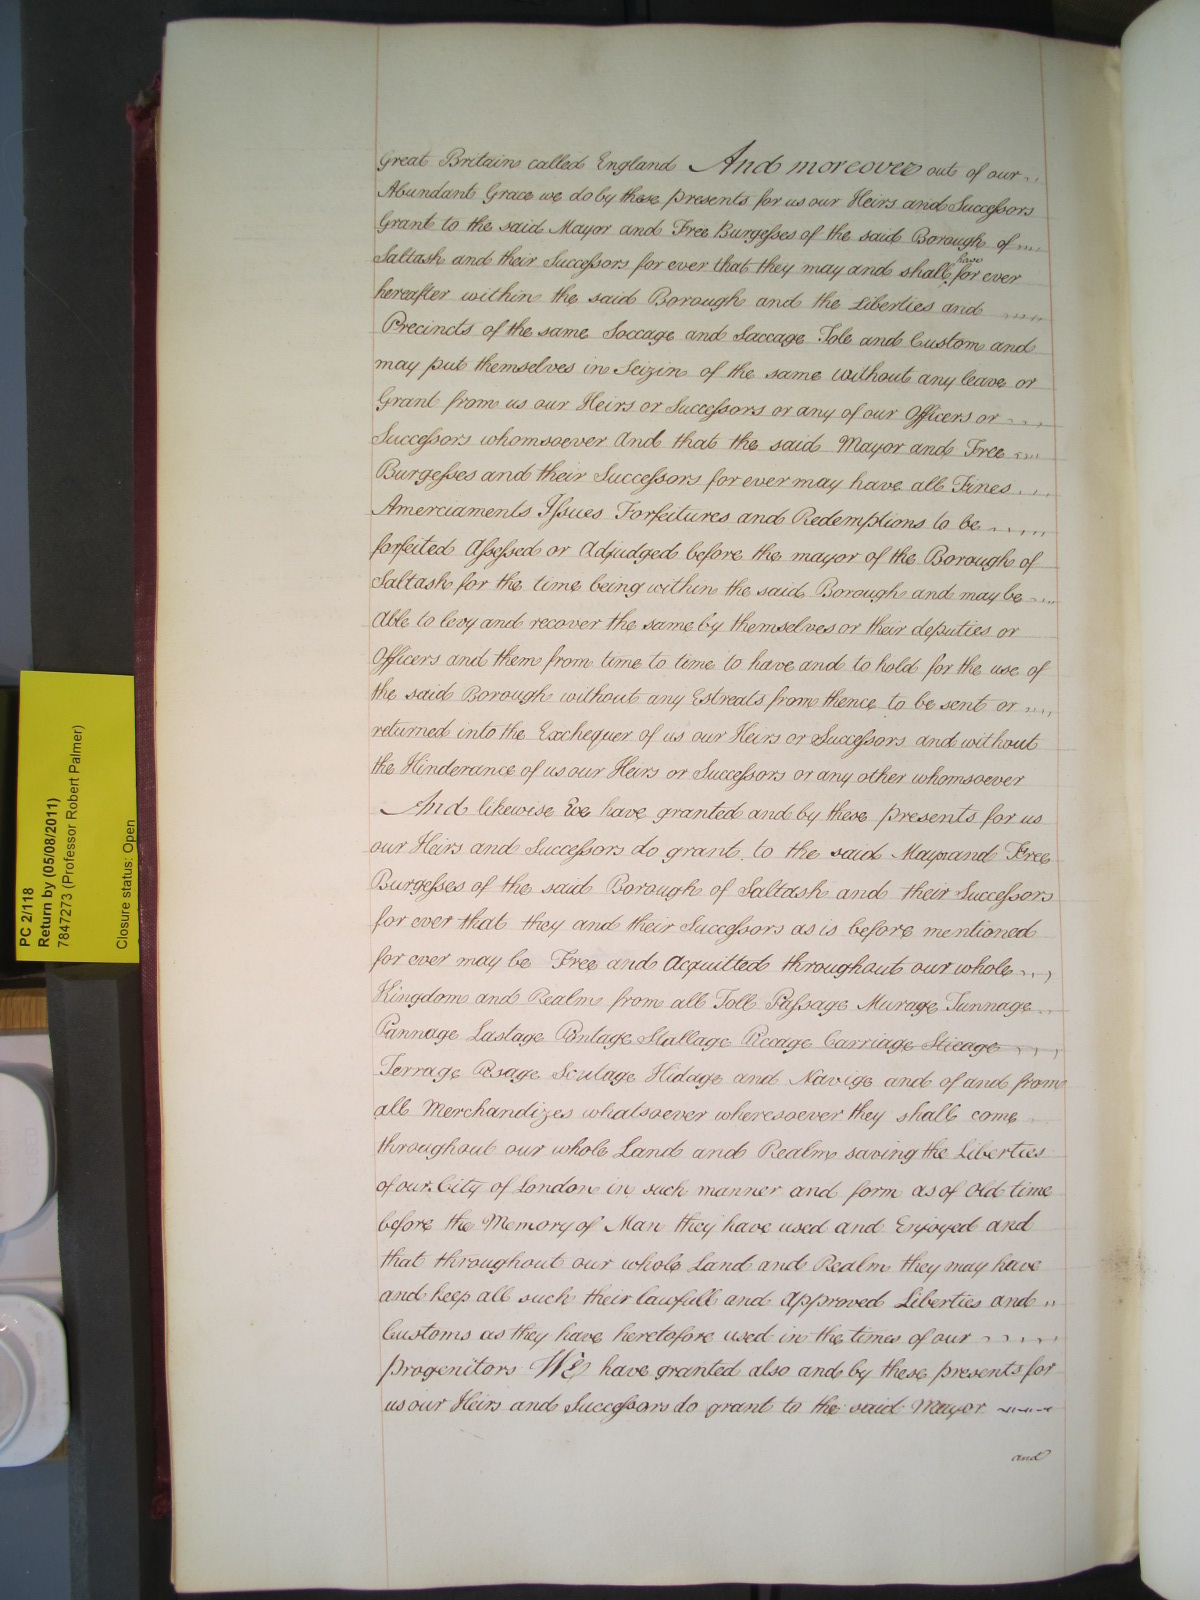 Great Britain called England And moreover out of our
Abundant Grace we do by these presents for us our Heirs and Successors
Grant to the said Mayor and Free Burgesses of the said Borough of
have
Saltash and their Successors for ever that they may and shall for ever
hereafter within the said Borough and the Liberties and
Precincts of the same Soccage and Saccage Tole and Custom and
may put themselves in Seizin of the same without any leave or
Grant from us our Heirs or Successors or any of our Officers or
Successors whomsoever And that the said Mayor and Free
Burgesses and their Successors for ever may have all Fines
Amerciaments Issues Forfeitures and Redemptions to be
forfeited Assessed or Adjudged before the mayor of the Borough of
Saltash for the time being within the said Borough and may be
Able to levy and recover the same by themselves or their deputies or
Officers and them from time to time to have and to hold for the use of
the said Borough without any Estreats from thence to be sent or
returned into the Exchequer of us our Heirs or Successors and without
the Hinderance of us our Heirs or Successors or any other whomsoever
And likewise We have granted and by these presents for us
our Heirs and Successors do grant to the said Mayor and Free
Burgesses of the said Borough of Saltash and their Successors
for ever that they and their Successors as is before mentioned
for ever may be Free and Acquitted throughout our whole
Kingdom and Realm from all Toll Passage Murage Tunnage
Pannage Lastage Pontage Stallage Picage Carriage Sticage
Terrage Pesage Scutage Hidage and Navige and of and from
all Merchandizes whatsoever wheresoever they shall come
throughout our whole Land and Realm saving the Liberties
of our City of London in such manner and form as of Old time
before the Memory of Man they have used and Enjoyed and
that throughout our whole Land and Realm they may have
and keep all such their lawfull and Approved Liberties and
Customs as they have heretofore used in the times of our
progenitors We have granted also and by these presents for
us our Heirs and Successors do grant to the said Mayor
and
PC 2/118
Return by (05/08/2011)
7847273 (Professor Robert Palmer)
Closure status: Open